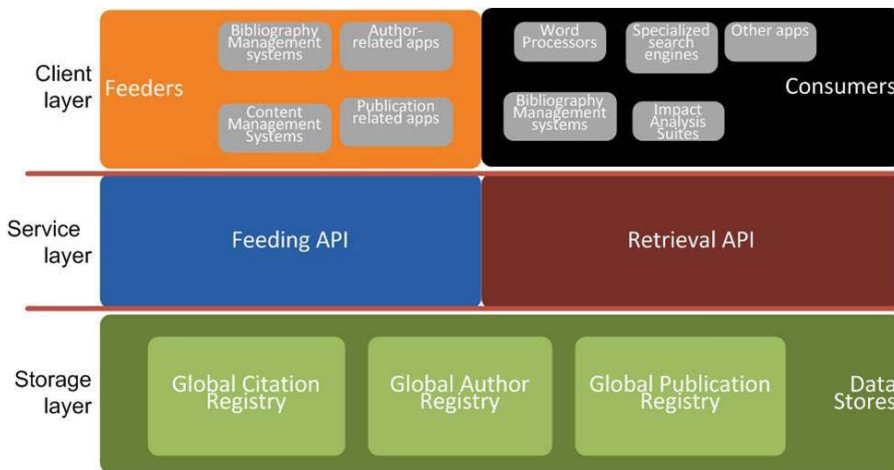 Client
layer
Feeders
Bibliography
Management
systems
Author-
related apps
Content
Management
Systems
Publication
related apps
Word
Processors
Specialized
search
engines
Other apps
Bibliography
Management
systems
Impact
Analysis
Suites
Consumers
Service
layer
Feeding API
Retrieval API
Storage
layer
Global Citation
Registry
Global Author
Registry
Global Publication
Registry
Data
Stores